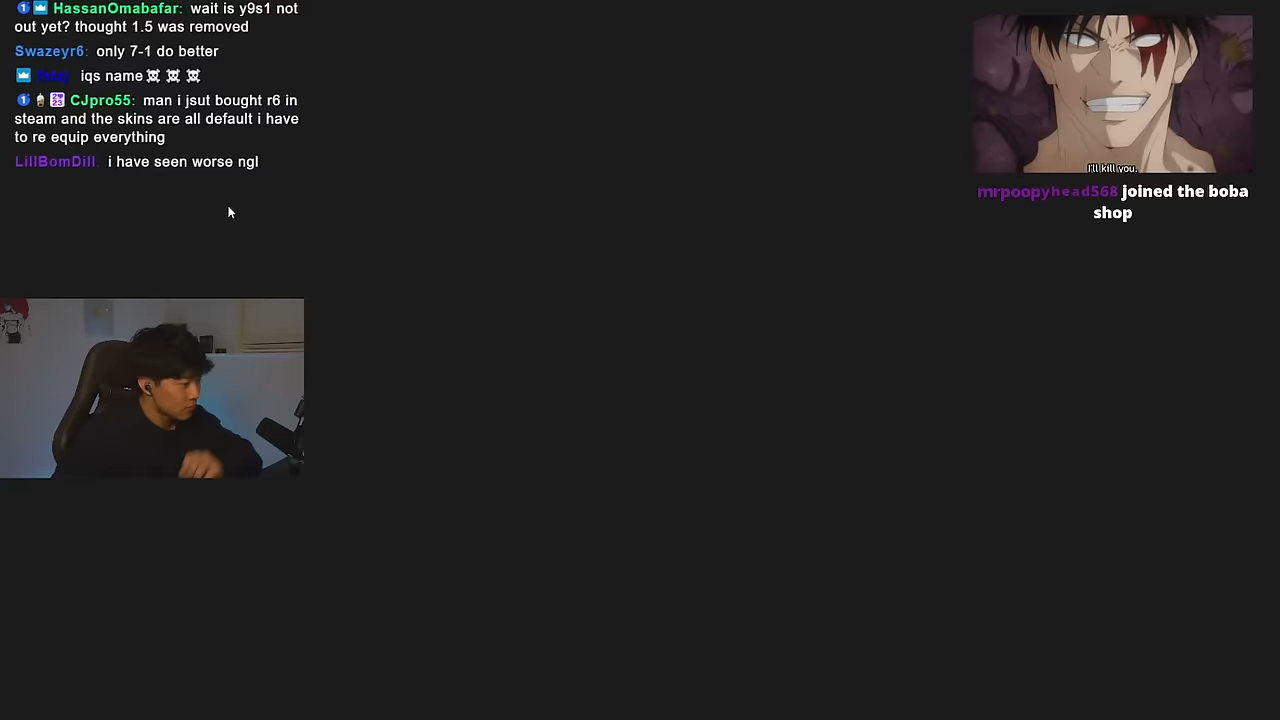 HassanOmabafar: wait is y9s1 not
out yet? thought 1.5 was removed
Swazeyr6: only 7-1 do better
iqs name☠️ ☠️ ☠️
CJpro55: man i jsut bought r6 in
steam and the skins are all default i have
to re equip everything
LillBomDill: i have seen worse ngl
I'll kill you.
mrpoopyhead568 joined the boba
shop